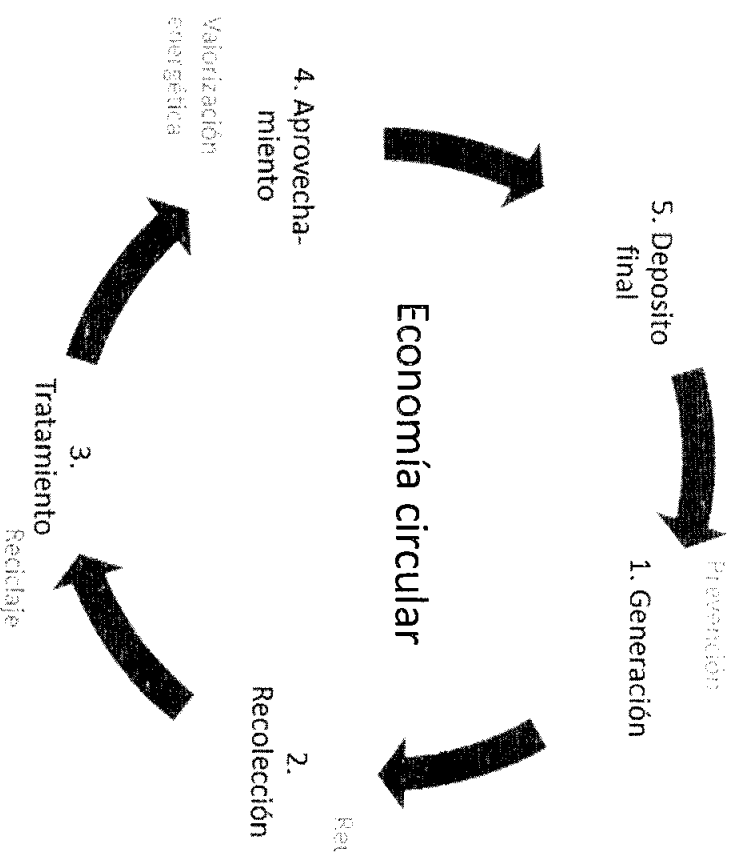 Prevención
1. Generación
5. Deposito
final
Economía circular
2.
Recolección
4. Aprovecha-
miento
Valorización
energética
3.
Tratamiento
Reciclaje